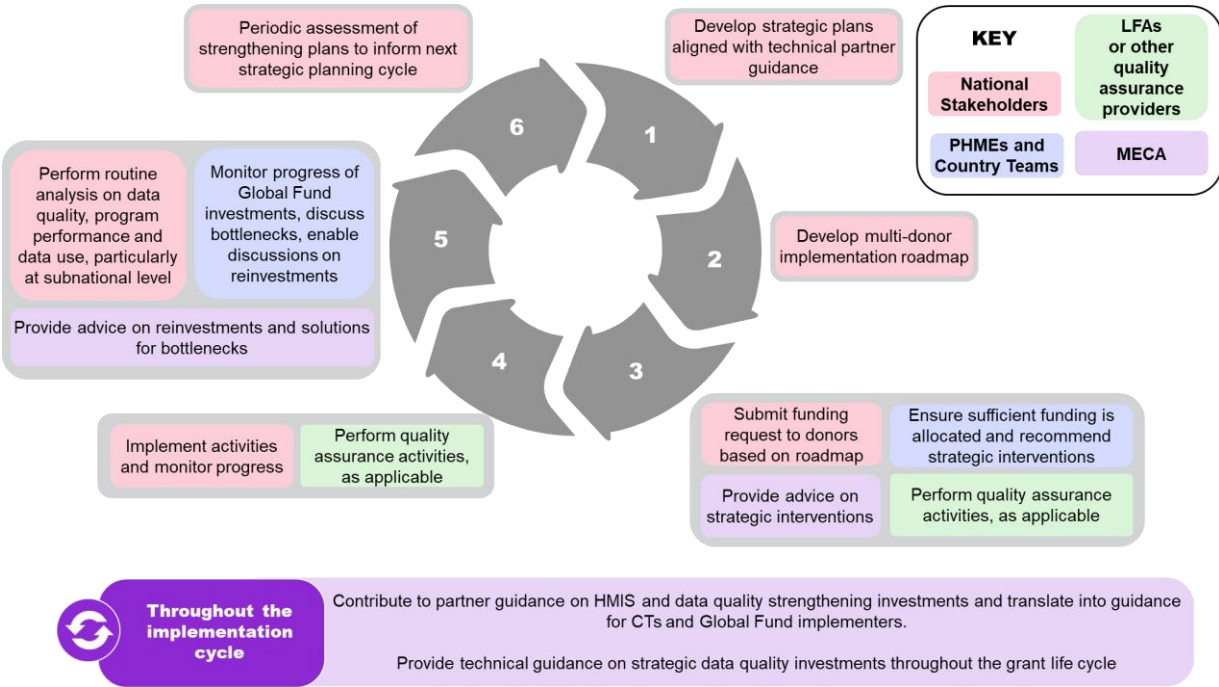 Periodic assessment of
strengthening plans to inform next
strategic planning cycle
Develop strategic plans
aligned with technical partner
guidance
KEY
National
Stakeholders
LFAs
or other
quality
assurance
providers
PHMEs and
Country Teams
MECA
6
1
5
2
4
3
Perform routine
analysis on data
quality, program
performance and
data use, particularly
at subnational level
Monitor progress of
Global Fund
investments, discuss
bottlenecks, enable
discussions on
reinvestments
Provide advice on reinvestments and solutions
for bottlenecks
Develop multi-donor
implementation roadmap
Implement activities
and monitor progress
Perform quality
assurance activities,
as applicable
Submit funding
request to donors
based on roadmap
Ensure sufficient funding is
allocated and recommend
strategic interventions
Provide advice on
strategic interventions
Perform quality assurance
activities, as applicable
Throughout the
implementation
cycle
Contribute to partner guidance on HMIS and data quality strengthening investments and translate into guidance
for CTs and Global Fund implementers.
Provide technical guidance on strategic data quality investments throughout the grant life cycle